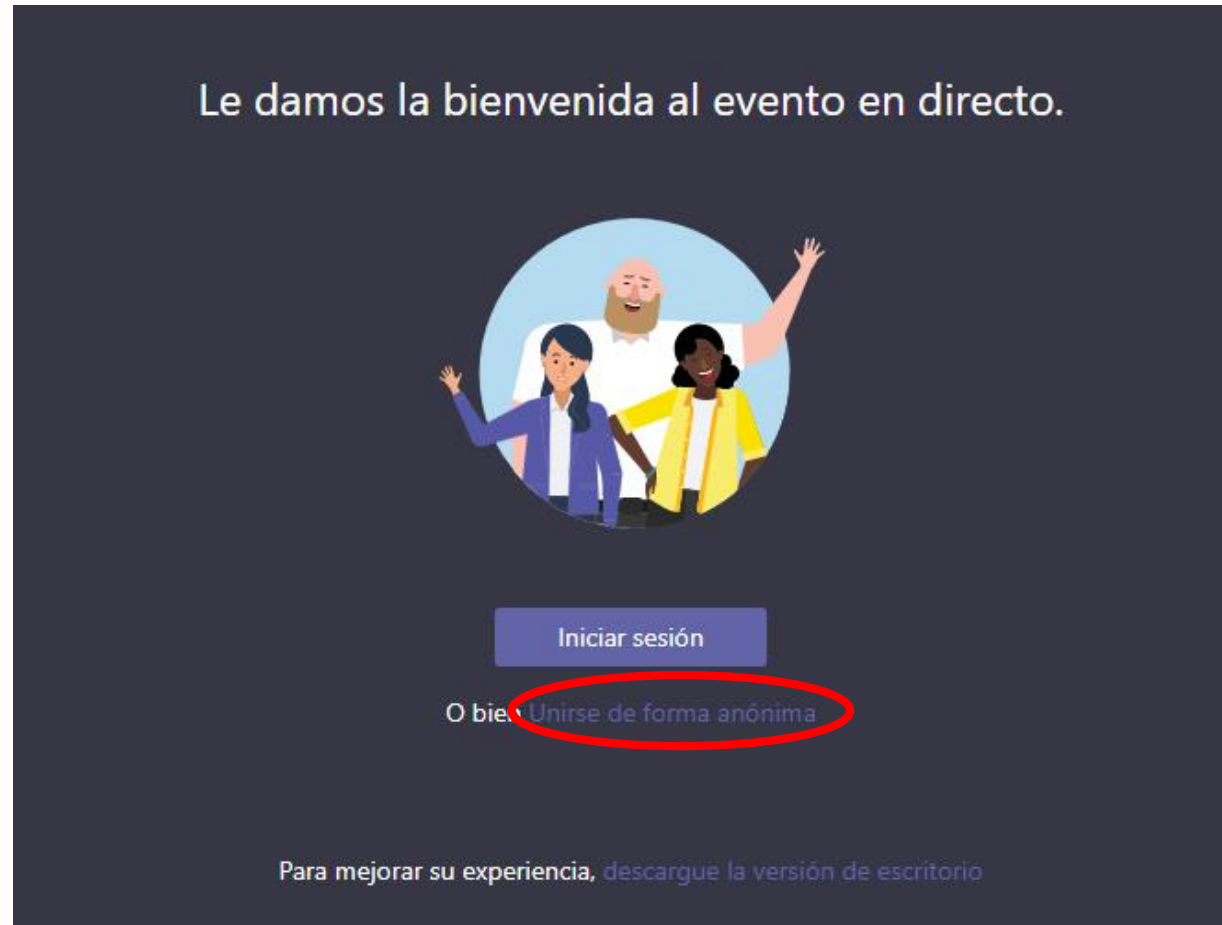 Le damos la bienvenida al evento en directo.
Iniciar sesión
O bien Unirse de forma anónima
Para mejorar su experiencia, descargue la versión de escritorio